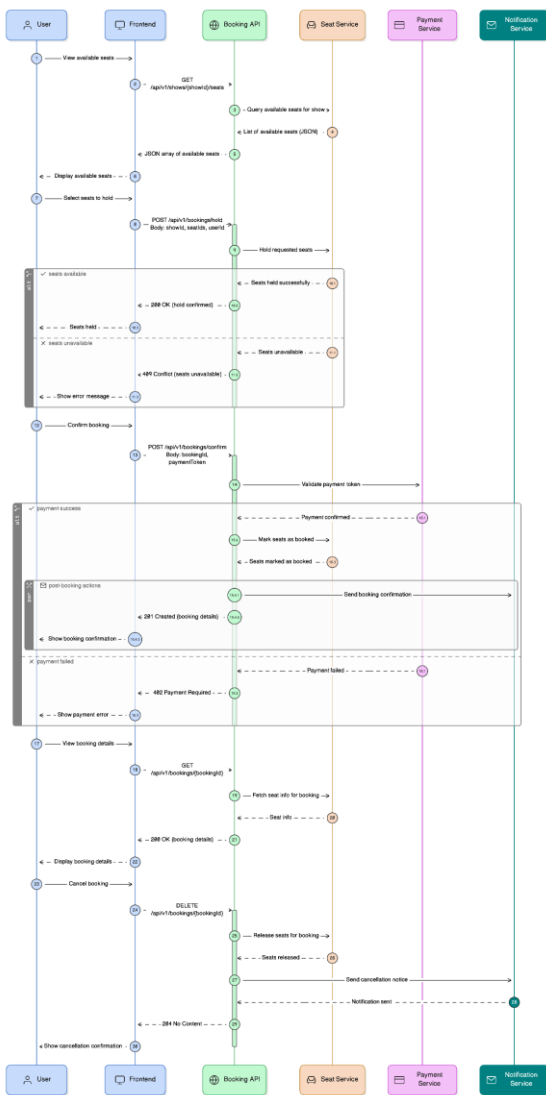 User
Frontend
Booking API
Seat Service
Payment
Service
Notification
Service
1
View available seats
2
GET
/api/v1/shows/{showId}/seats
3
Query available seats for show
List of available seats (JSON)
4
JSON array of available seats
5
Display available seats
6
7
Select seats to hold
8
POST /api/v1/bookings/hold
Body: showId, seatIds, userId
9
Hold requested seats
alt
seats available
Seats held successfully
200 OK (hold confirmed)
Seats held
seats unavailable
Seats unavailable
409 Conflict (seats unavailable)
Show error message
12
Confirm booking
13
POST /api/v1/bookings/confirm
Body: bookingId,
paymentToken
14
Validate payment token
alt
payment success
Payment confirmed
Mark seats as booked
Seats marked as booked
post-booking actions
Send booking confirmation
201 Created (booking details)
Show booking confirmation
payment failed
Payment failed
402 Payment Required
Show payment error
17
View booking details
18
GET
/api/v1/bookings/{bookingId}
19
Fetch seat info for booking
Seat info
20
200 OK (booking details)
21
Display booking details
22
23
Cancel booking
24
DELETE
/api/v1/bookings/{bookingId}
25
Release seats for booking
Seats released
26
27
Send cancellation notice
Notification sent
28
204 No Content
29
Show cancellation confirmation
30
User
Frontend
Booking API
Seat Service
Payment
Service
Notification
Service